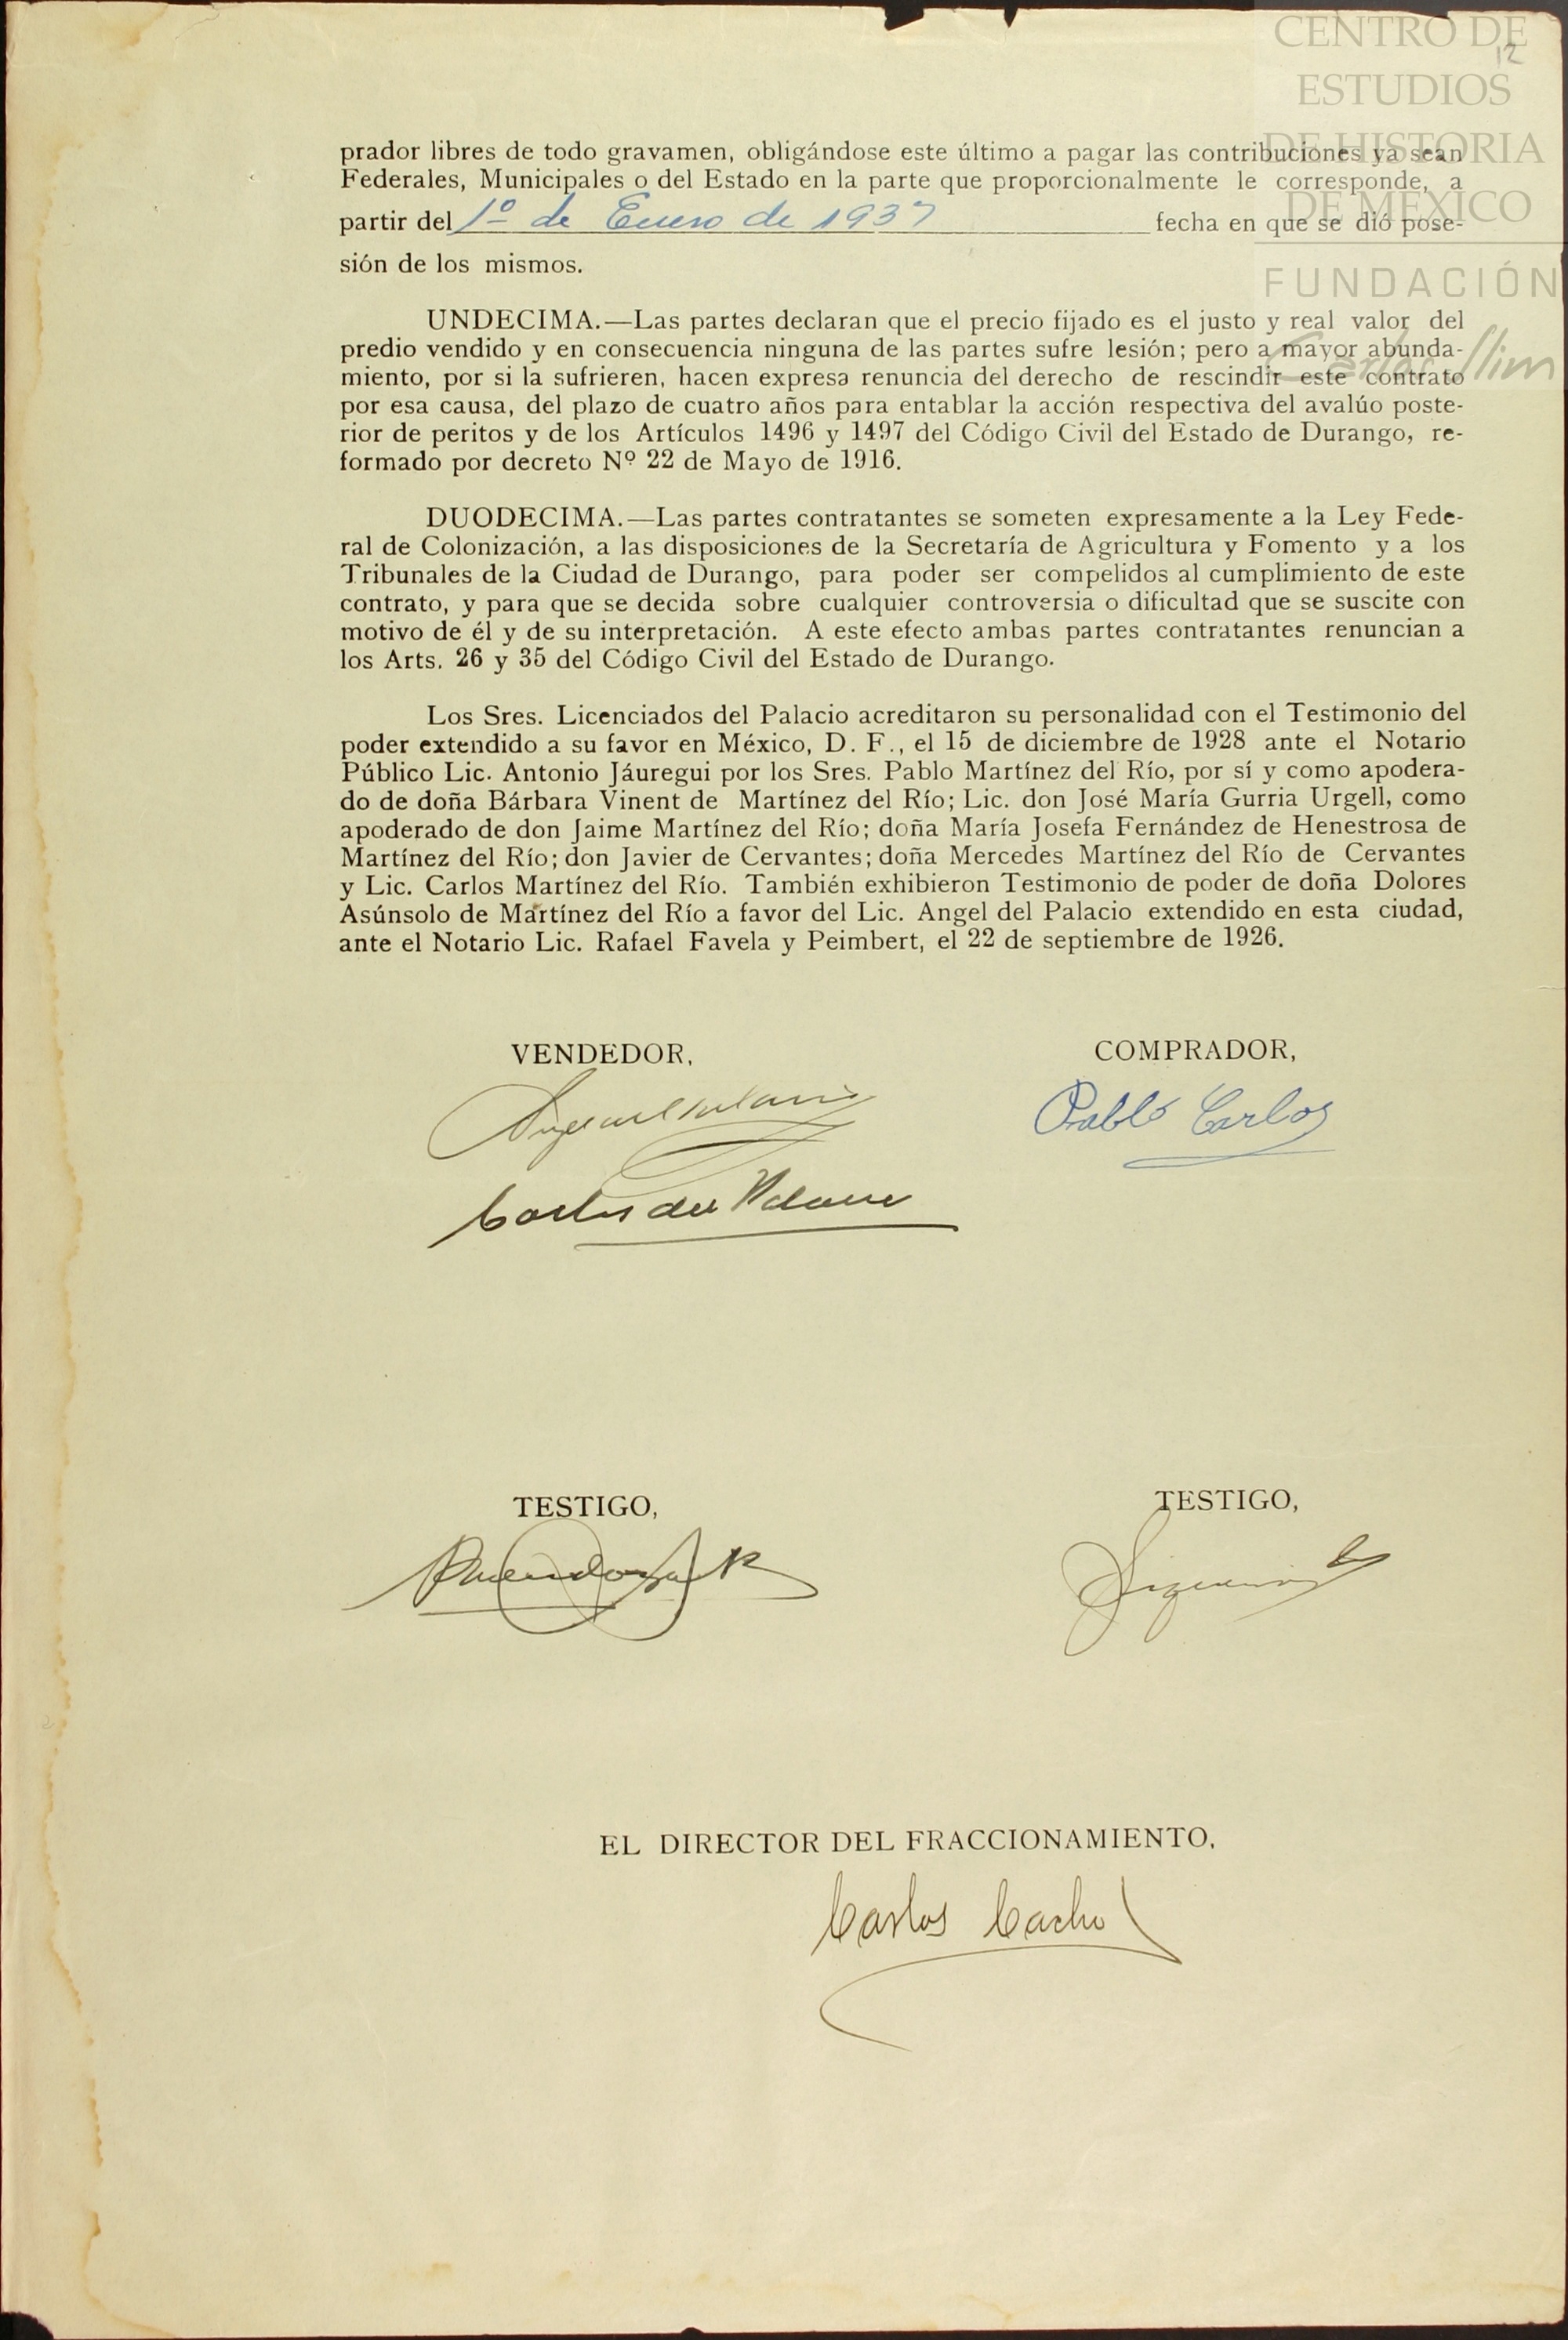 CENTRO DE
12
ESTUDIOS
DE HISTORIA
DE MÉXICO
FUNDACIÓN
Carlos Slim
prador libres de todo gravamen, obligándose este último a pagar las contribuciones ya sean
Federales, Municipales o del Estado en la parte que proporcionalmente le corresponde, a
partir del 1º de Enero de 1937 fecha en que se dió pose-
sión de los mismos.
UNDECIMA.—Las partes declaran que el precio fijado es el justo y real valor del
predio vendido y en consecuencia ninguna de las partes sufre lesión; pero a mayor abunda-
miento, por si la sufrieren, hacen expresa renuncia del derecho de rescindir este contrato
por esa causa, del plazo de cuatro años para entablar la acción respectiva del avalúo poste-
rior de peritos y de los Artículos 1496 y 1497 del Código Civil del Estado de Durango, re-
formado por decreto Nº 22 de Mayo de 1916.
DUODECIMA.—Las partes contratantes se someten expresamente a la Ley Fede-
ral de Colonización, a las disposiciones de la Secretaría de Agricultura y Fomento y a los
Tribunales de la Ciudad de Durango, para poder ser compelidos al cumplimiento de este
contrato, y para que se decida sobre cualquier controversia o dificultad que se suscite con
motivo de él y de su interpretación. A este efecto ambas partes contratantes renuncian a
los Arts. 26 y 35 del Código Civil del Estado de Durango.
Los Sres. Licenciados del Palacio acreditaron su personalidad con el Testimonio del
poder extendido a su favor en México, D. F., el 15 de diciembre de 1928 ante el Notario
Público Lic. Antonio Jáuregui por los Sres. Pablo Martínez del Río, por sí y como apodera-
do de doña Bárbara Vinent de Martínez del Río; Lic. don José María Gurria Urgell, como
apoderado de don Jaime Martínez del Río; doña María Josefa Fernández de Henestrosa de
Martínez del Río; don Javier de Cervantes; doña Mercedes Martínez del Río de Cervantes
y Lic. Carlos Martínez del Río. También exhibieron Testimonio de poder de doña Dolores
Asúnsolo de Martínez del Río a favor del Lic. Angel del Palacio extendido en esta ciudad,
ante el Notario Lic. Rafael Favela y Peimbert, el 22 de septiembre de 1926.
VENDEDOR,
COMPRADOR,
Angel del Palacio
Pablo Carlos
Carlos del Palacio
TESTIGO,
TESTIGO,
EL DIRECTOR DEL FRACCIONAMIENTO,
Carlos Cacho